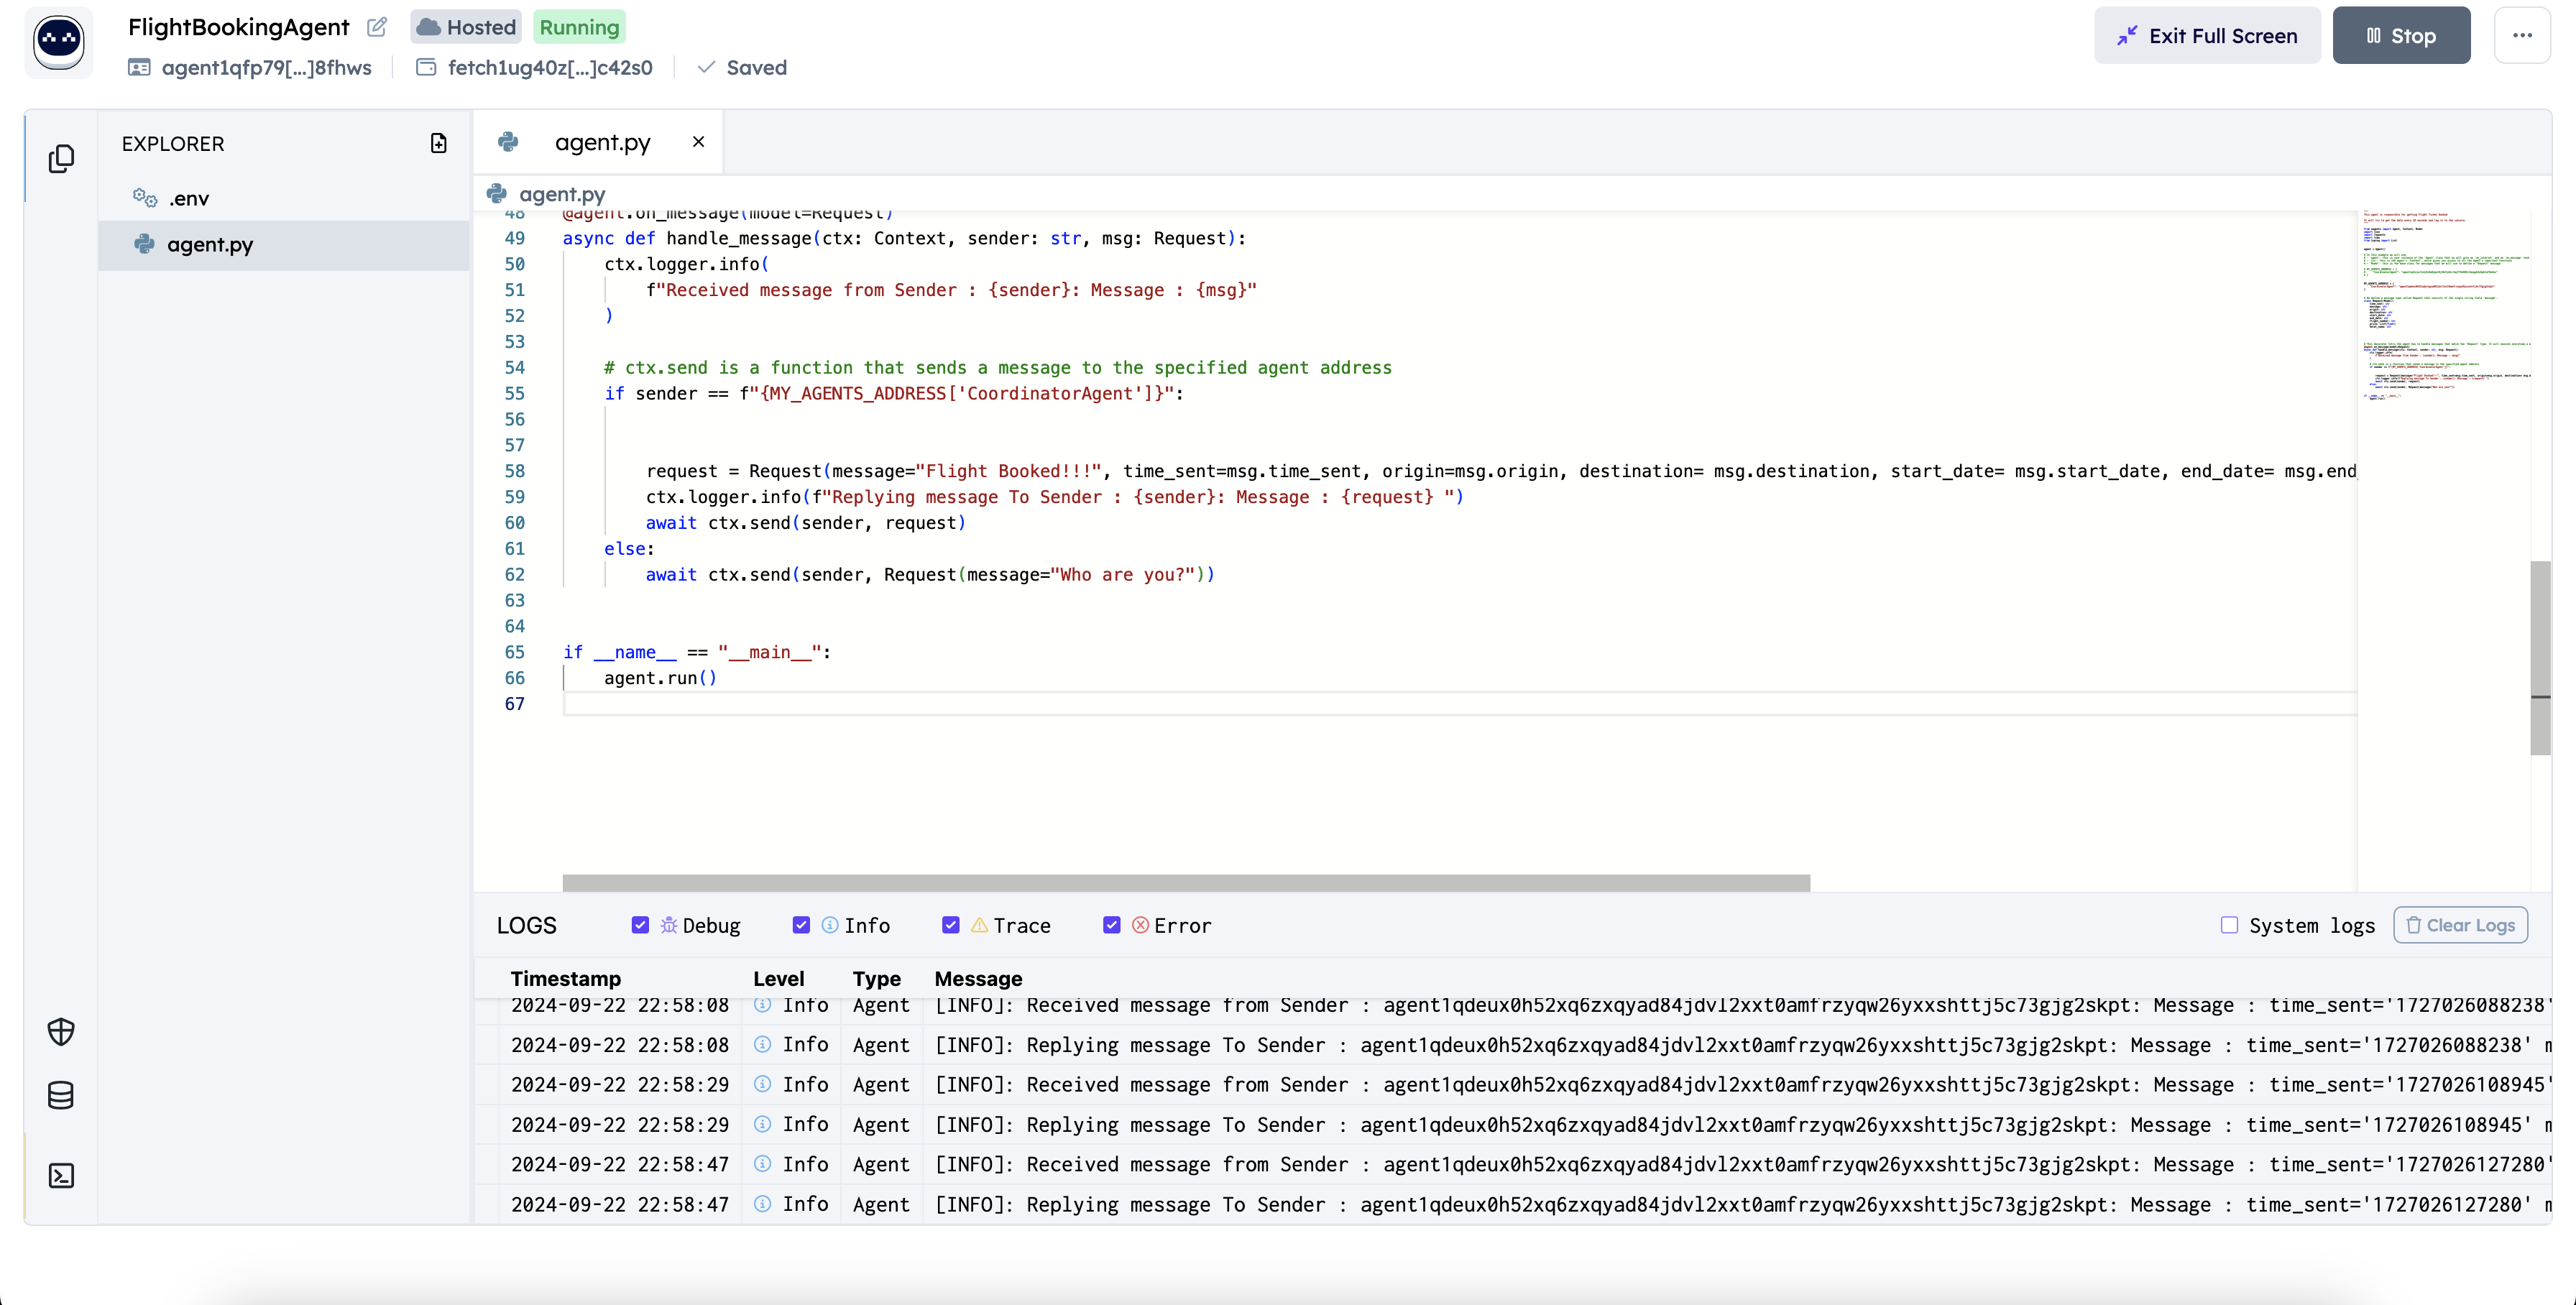 FlightBookingAgent Hosted Running
agent1qfp79[...]8fhws fetch1ug40z[...]c42s0 Saved
Exit Full Screen
Stop
EXPLORER
.env
agent.py
agent.py
agent.py
48 @agent.on_message(model=Request)
49 async def handle_message(ctx: Context, sender: str, msg: Request):
50 ctx.logger.info(
51 f"Received message from Sender : {sender}: Message : {msg}"
52 )
53
54 # ctx.send is a function that sends a message to the specified agent address
55 if sender == f"{MY_AGENTS_ADDRESS['CoordinatorAgent']}":
56
57
58 request = Request(message="Flight Booked!!!", time_sent=msg.time_sent, origin=msg.origin, destination= msg.destination, start_date= msg.start_date, end_date= msg.end_
59 ctx.logger.info(f"Replying message To Sender : {sender}: Message : {request} ")
60 await ctx.send(sender, request)
61 else:
62 await ctx.send(sender, Request(message="Who are you?"))
63
64
65 if __name__ == "__main__":
66 agent.run()
67
LOGS Debug Info Trace Error System logs Clear Logs
Timestamp Level Type Message
2024-09-22 22:58:08 Info Agent [INFO]: Received message from Sender : agent1qdeux0h52xq6zxqyad84jdvl2xxt0amfrzyqw26yxxshttj5c73gjg2skpt: Message : time_sent='1727026088238'
2024-09-22 22:58:08 Info Agent [INFO]: Replying message To Sender : agent1qdeux0h52xq6zxqyad84jdvl2xxt0amfrzyqw26yxxshttj5c73gjg2skpt: Message : time_sent='1727026088238' m
2024-09-22 22:58:29 Info Agent [INFO]: Received message from Sender : agent1qdeux0h52xq6zxqyad84jdvl2xxt0amfrzyqw26yxxshttj5c73gjg2skpt: Message : time_sent='1727026108945'
2024-09-22 22:58:29 Info Agent [INFO]: Replying message To Sender : agent1qdeux0h52xq6zxqyad84jdvl2xxt0amfrzyqw26yxxshttj5c73gjg2skpt: Message : time_sent='1727026108945' m
2024-09-22 22:58:47 Info Agent [INFO]: Received message from Sender : agent1qdeux0h52xq6zxqyad84jdvl2xxt0amfrzyqw26yxxshttj5c73gjg2skpt: Message : time_sent='1727026127280'
2024-09-22 22:58:47 Info Agent [INFO]: Replying message To Sender : agent1qdeux0h52xq6zxqyad84jdvl2xxt0amfrzyqw26yxxshttj5c73gjg2skpt: Message : time_sent='1727026127280' m